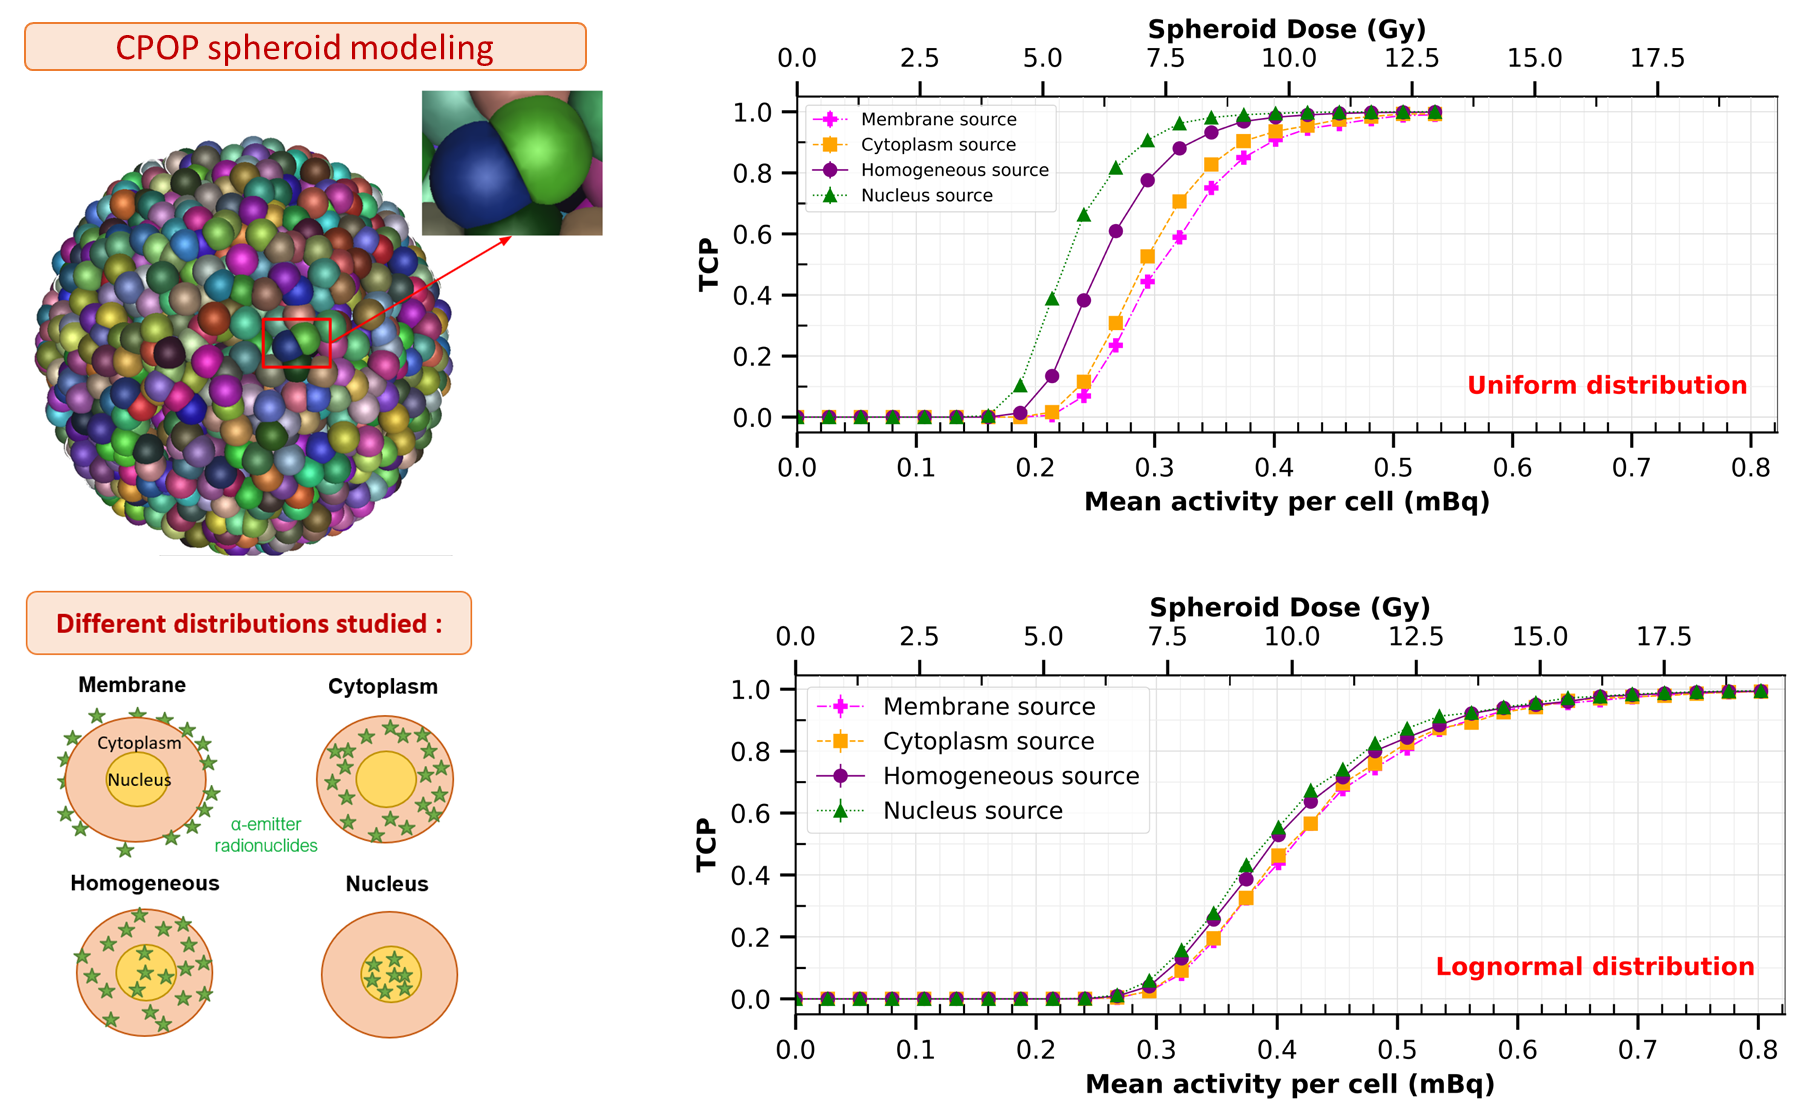 CPOP spheroid modeling
Different distributions studied :
Membrane
Cytoplasm
Cytoplasm
Nucleus
α-emitter
radionuclides
Homogeneous
Nucleus
Spheroid Dose (Gy)
0.0 2.5 5.0 7.5 10.0 12.5 15.0 17.5
1.0
0.8
0.6
0.4
0.2
0.0
TCP
Membrane source
Cytoplasm source
Homogeneous source
Nucleus source
Uniform distribution
0.0 0.1 0.2 0.3 0.4 0.5 0.6 0.7 0.8
Mean activity per cell (mBq)
Spheroid Dose (Gy)
0.0 2.5 5.0 7.5 10.0 12.5 15.0 17.5
1.0
0.8
0.6
0.4
0.2
0.0
TCP
Membrane source
Cytoplasm source
Homogeneous source
Nucleus source
Lognormal distribution
0.0 0.1 0.2 0.3 0.4 0.5 0.6 0.7 0.8
Mean activity per cell (mBq)